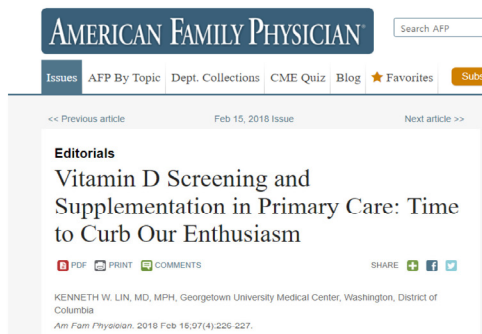 AMERICAN FAMILY PHYSICIAN®
Search AFP
Issues AFP By Topic Dept. Collections CME Quiz Blog Favorites Subs
<< Previous article Feb 15, 2018 Issue Next article >>
Editorials
Vitamin D Screening and
Supplementation in Primary Care: Time
to Curb Our Enthusiasm
PDF PRINT COMMENTS SHARE
KENNETH W. LIN, MD, MPH, Georgetown University Medical Center, Washington, District of
Columbia
Am Fam Physician. 2018 Feb 15;97(4):226-227.